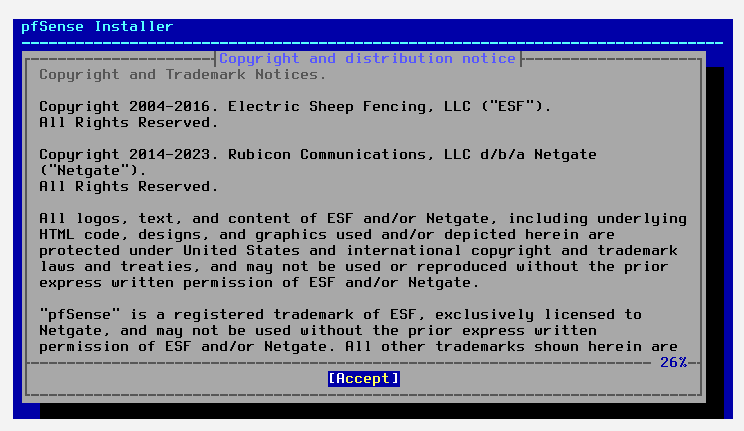 pfSense Installer
Copyright and distribution notice
Copyright and Trademark Notices.
Copyright 2004-2016. Electric Sheep Fencing, LLC ("ESF").
All Rights Reserved.
Copyright 2014-2023. Rubicon Communications, LLC d/b/a Netgate
("Netgate").
All Rights Reserved.
All logos, text, and content of ESF and/or Netgate, including underlying
HTML code, designs, and graphics used and/or depicted herein are
protected under United States and international copyright and trademark
laws and treaties, and may not be used or reproduced without the prior
express written permission of ESF and/or Netgate.
"pfSense" is a registered trademark of ESF, exclusively licensed to
Netgate, and may not be used without the prior express written
permission of ESF and/or Netgate. All other trademarks shown herein are
26%
[Accept]